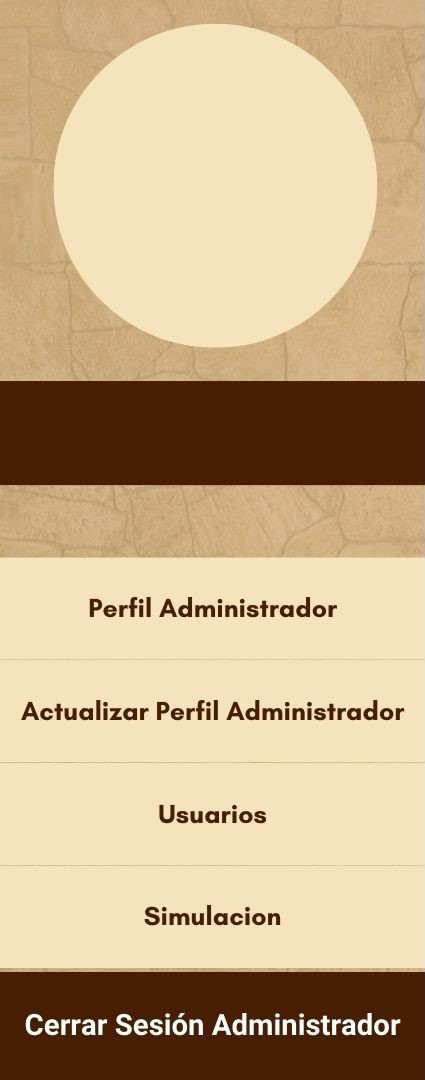 Perfil Administrador
Actualizar Perfil Administrador
Usuarios
Simulacion
Cerrar Sesión Administrador